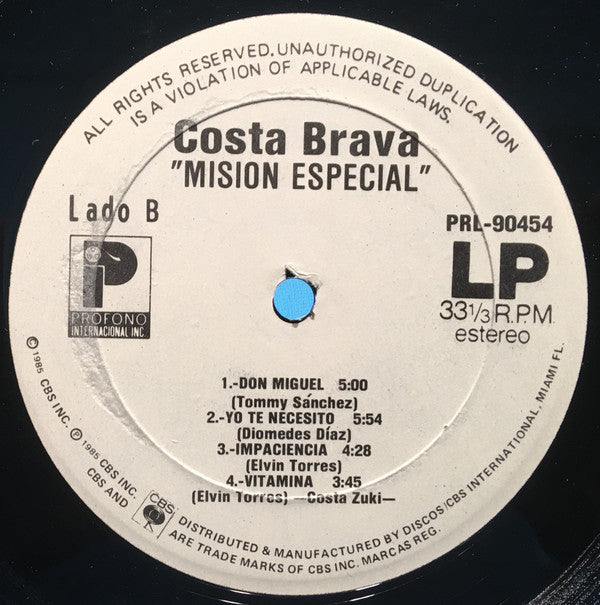 ALL RIGHTS RESERVED. UNAUTHORIZED DUPLICATION
IS A VIOLATION OF APPLICABLE LAWS.
Costa Brava
"MISION ESPECIAL"
Lado B
PRL-90454
LP
33 1/3 R.P.M.
estereo
PROFONO
INTERNACIONAL INC.
1.-DON MIGUEL 5:00
(Tommy Sánchez)
2.-YO TE NECESITO 5:54
(Diomedes Díaz)
3.-IMPACIENCIA 4:28
(Elvin Torres)
4.-VITAMINA 3:45
(Elvin Torres) —Costa Zuki—
© 1985 CBS INC. ℗ 1985 CBS INC. DISTRIBUTED & MANUFACTURED BY DISCOS/CBS INTERNATIONAL, MIAMI FL.
CBS AND CBS ARE TRADE MARKS OF CBS INC. MARCAS REG.